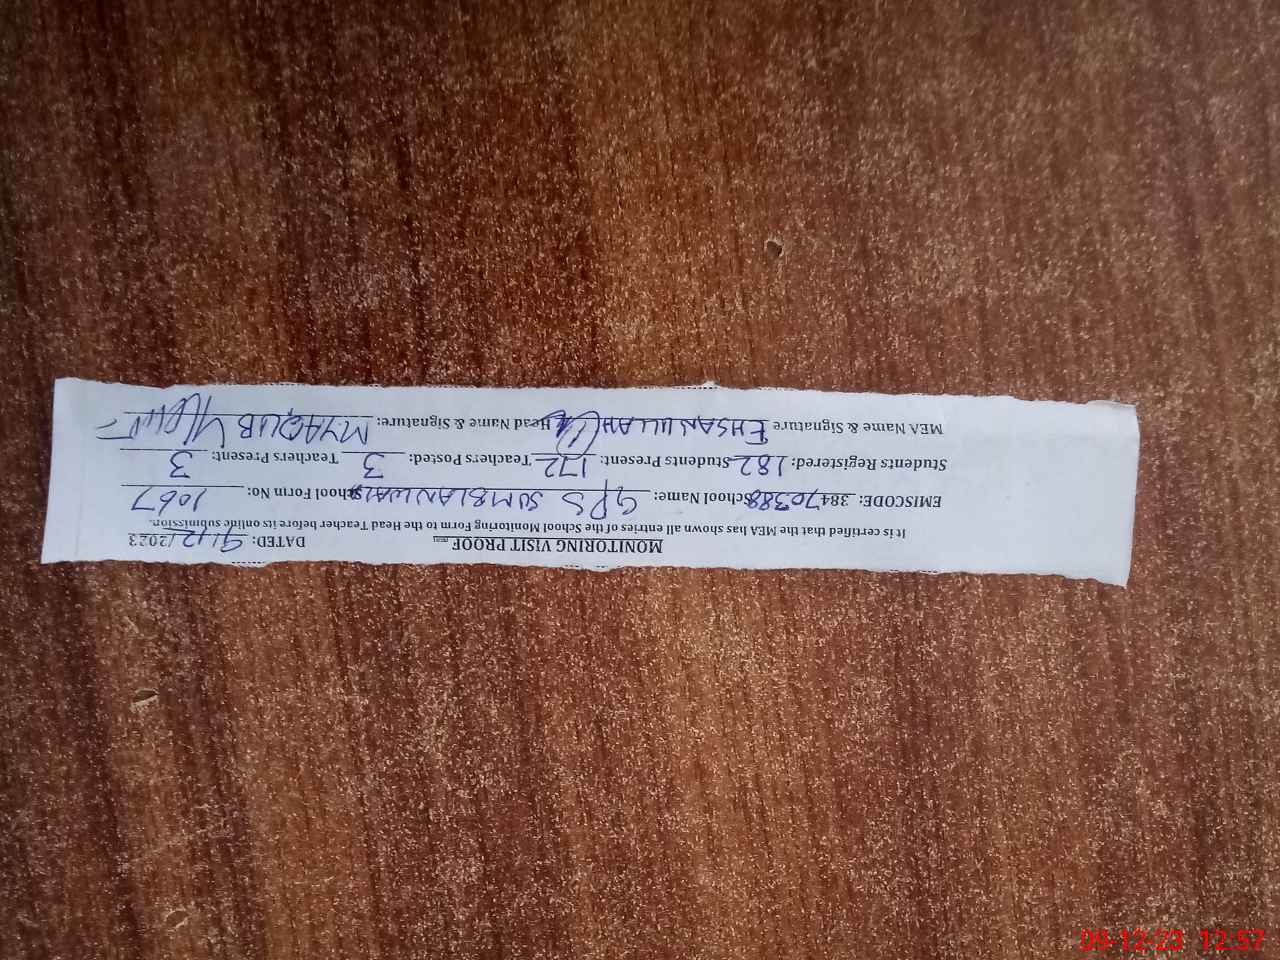 MONITORING VISIT PROOF DATED: 9/12/2023
It is certified that the MEA has shown all entries of the School Monitoring Form to the Head Teacher before its online submission.
EMISCODE: 38470388 School Name: GPS SUMBLANWALA School Form No: 1067
Students Registered: 182 Students Present: 172 Teachers Posted: 3 Teachers Present: 3
MEA Name & Signature EHSANULLAH Head Name & Signature: M.YAQUB
09-12-23 12:57